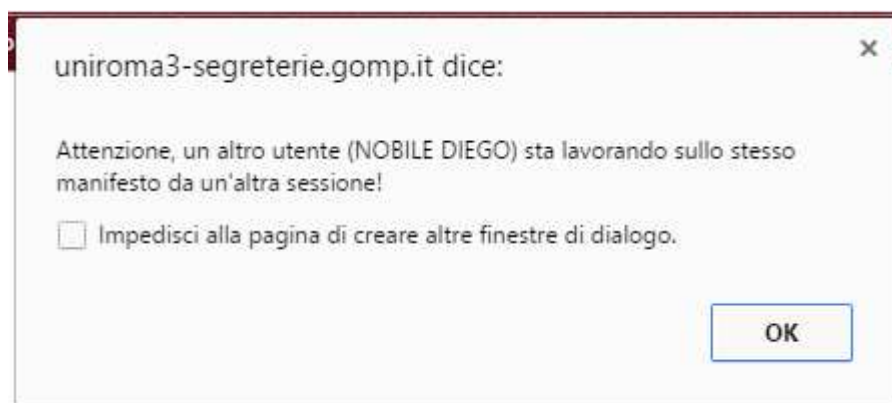 uniroma3-segreterie.gomp.it dice:
Attenzione, un altro utente (NOBILE DIEGO) sta lavorando sullo stesso
manifesto da un'altra sessione!
Impedisci alla pagina di creare altre finestre di dialogo.
OK